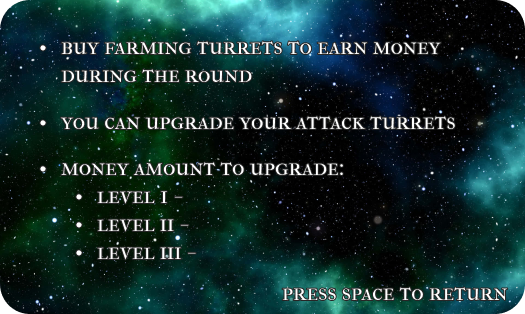 • BUY FARMING TURRETS TO EARN MONEY
DURING THE ROUND
• YOU CAN UPGRADE YOUR ATTACK TURRETS
• MONEY AMOUNT TO UPGRADE:
• LEVEL I –
• LEVEL II –
• LEVEL III –
PRESS SPACE TO RETURN